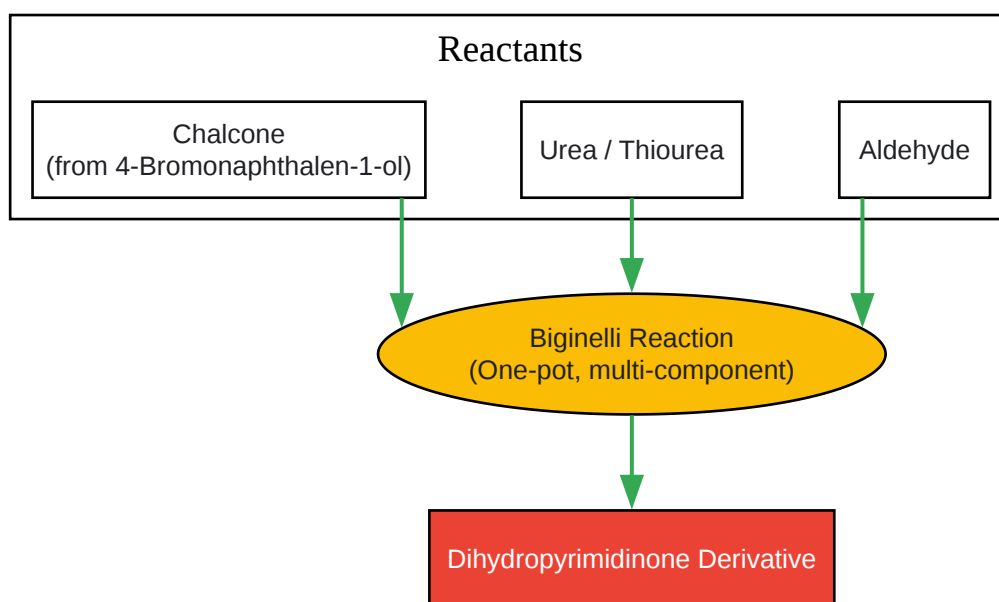 Reactants
Chalcone
(from 4-Bromonaphthalen-1-ol)
Urea / Thiourea
Aldehyde
Biginelli Reaction
(One-pot, multi-component)
Dihydropyrimidinone Derivative